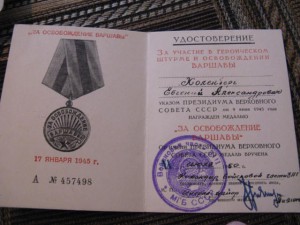 "ЗА ОСВОБОЖДЕНИЕ
ВАРШАВЫ"
17 ЯНВАРЯ 1945 г.
А № 457498
УДОСТОВЕРЕНИЕ
ЗА УЧАСТИЕ В ГЕРОИЧЕСКОМ
ШТУРМЕ И ОСВОБОЖДЕНИИ
ВАРШАВЫ
Евгений Александрович
УКАЗОМ ПРЕЗИДИУМА ВЕРХОВНОГО
СОВЕТА СССР от 9 июня 1945 года
НАГРАЖДЕН МЕДАЛЬЮ
"ЗА ОСВОБОЖДЕНИЕ
ВАРШАВЫ"
ПРЕЗИДИУМА ВЕРХОВНОГО
СОВЕТА СССР МЕДАЛЬ ВРУЧЕНА
МГБ СССР